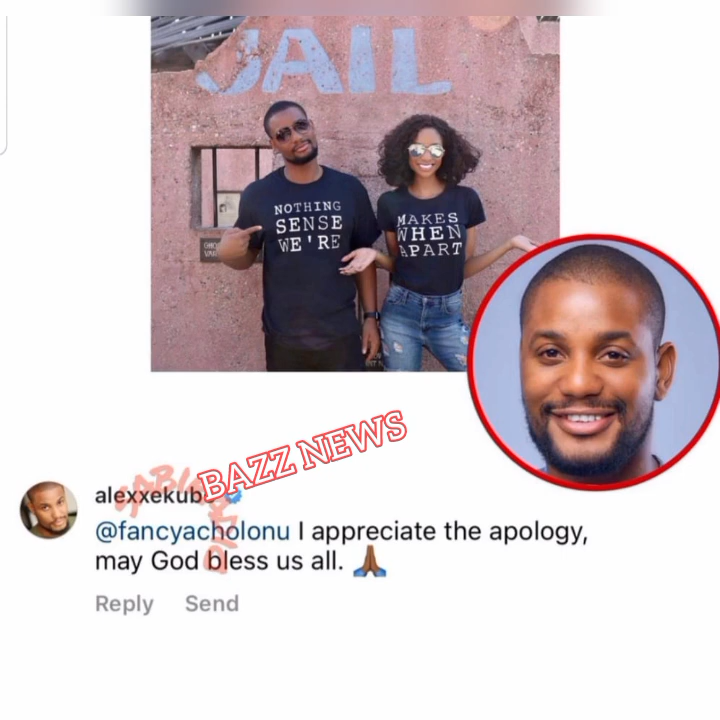 JAIL
NOTHING
SENSE
WE'RE
MAKES
WHEN
APART
BAZZ NEWS
alexxekubo
@fancyacholonu I appreciate the apology,
may God bless us all. 🙏🏾
Reply Send